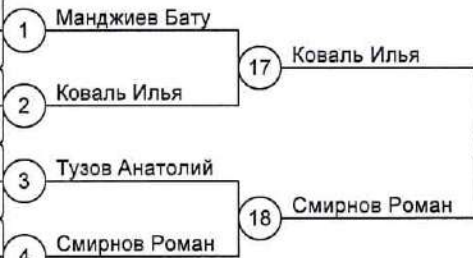 1 Манджиев Бату
17 Коваль Илья
2 Коваль Илья
3 Тузов Анатолий
18 Смирнов Роман
4 Смирнов Роман